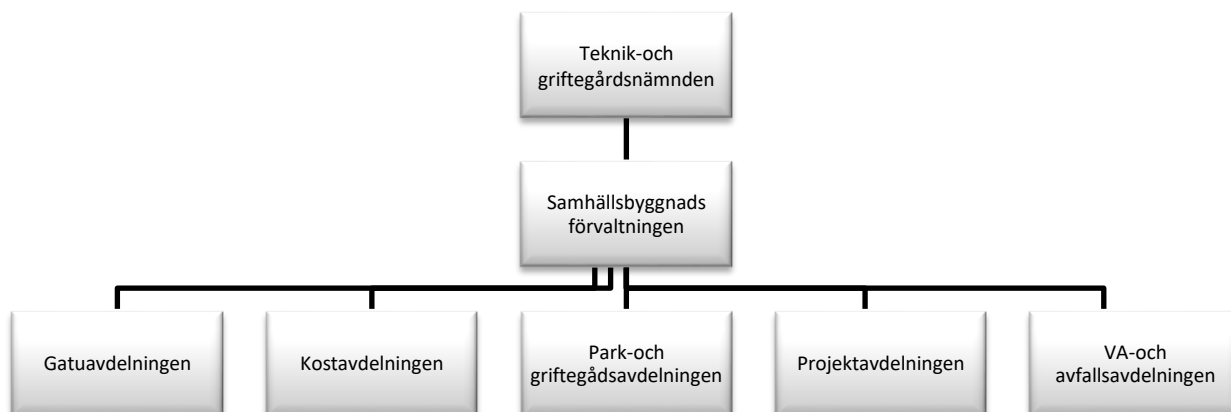 Teknik-och
griftegårdsnämnden
Samhällsbyggnads
förvaltningen
Gatuavdelningen
Kostavdelningen
Park-och
griftegådsavdelningen
Projektavdelningen
VA-och
avfallsavdelningen